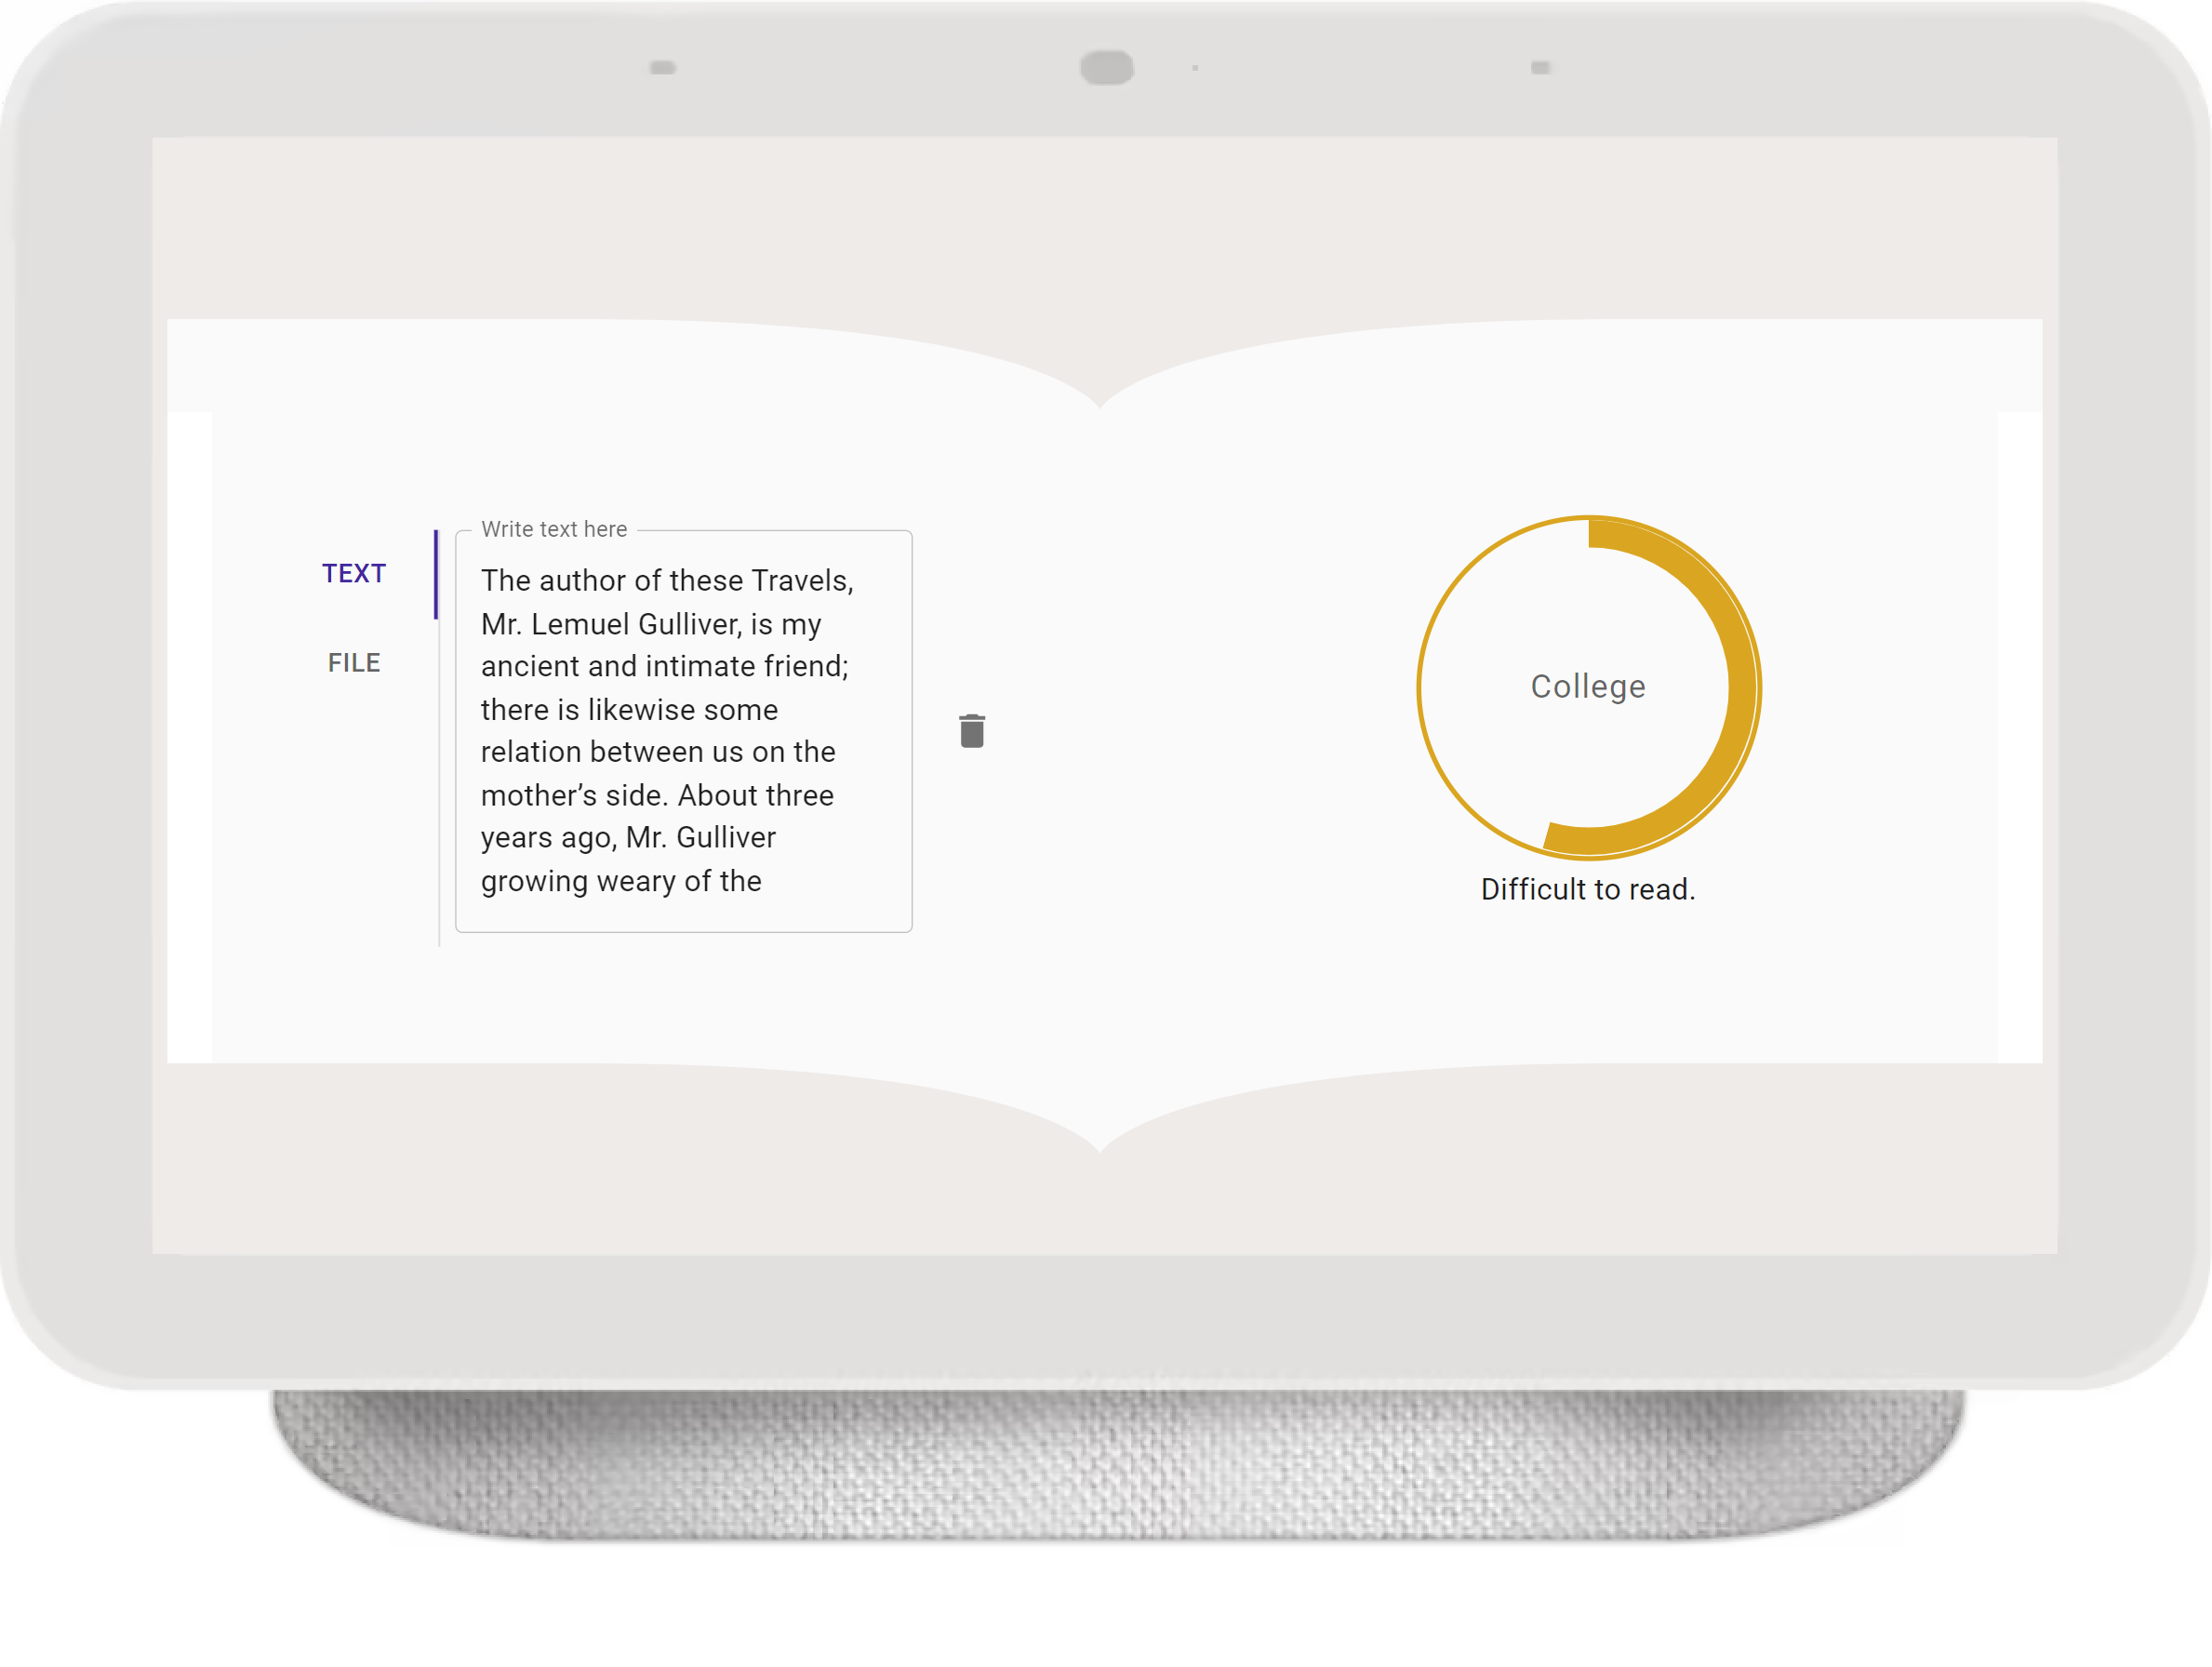 TEXT
FILE
Write text here
The author of these Travels,
Mr. Lemuel Gulliver, is my
ancient and intimate friend;
there is likewise some
relation between us on the
mother’s side. About three
years ago, Mr. Gulliver
growing weary of the
College
Difficult to read.